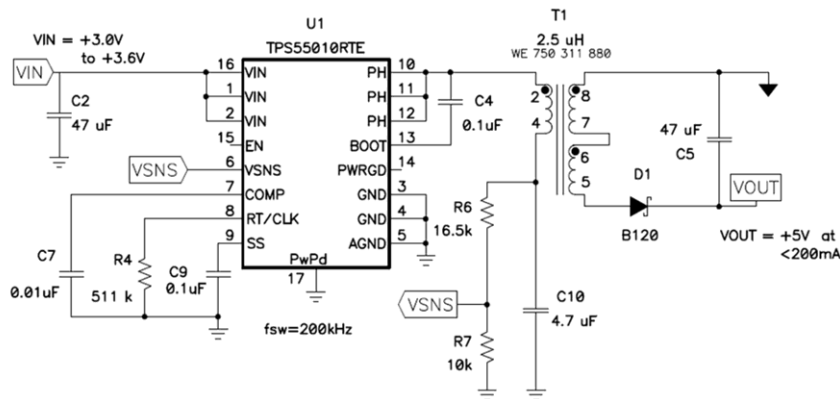 T1
U1
2.5 uH
VIN = +3.0V
to +3.6V
TPS55010RTE
WE 750 311 880
VIN
16 VIN PH 10
C2
47 uF
1 VIN PH 11
2 VIN PH 12
C4
0.1uF
2 8
4 7
47 uF
C5
15 EN BOOT 13
VSNS
6 VSNS PWRGD 14
6
5
D1
VOUT
7 COMP GND 3
8 RT/CLK GND 4
R6
16.5k
B120
VOUT = +5V at
<200mA
9 SS AGND 5
C7
0.01uF
R4
511 k
C9
0.1uF
PwPd
17
VSNS
C10
4.7 uF
fsw=200kHz
R7
10k